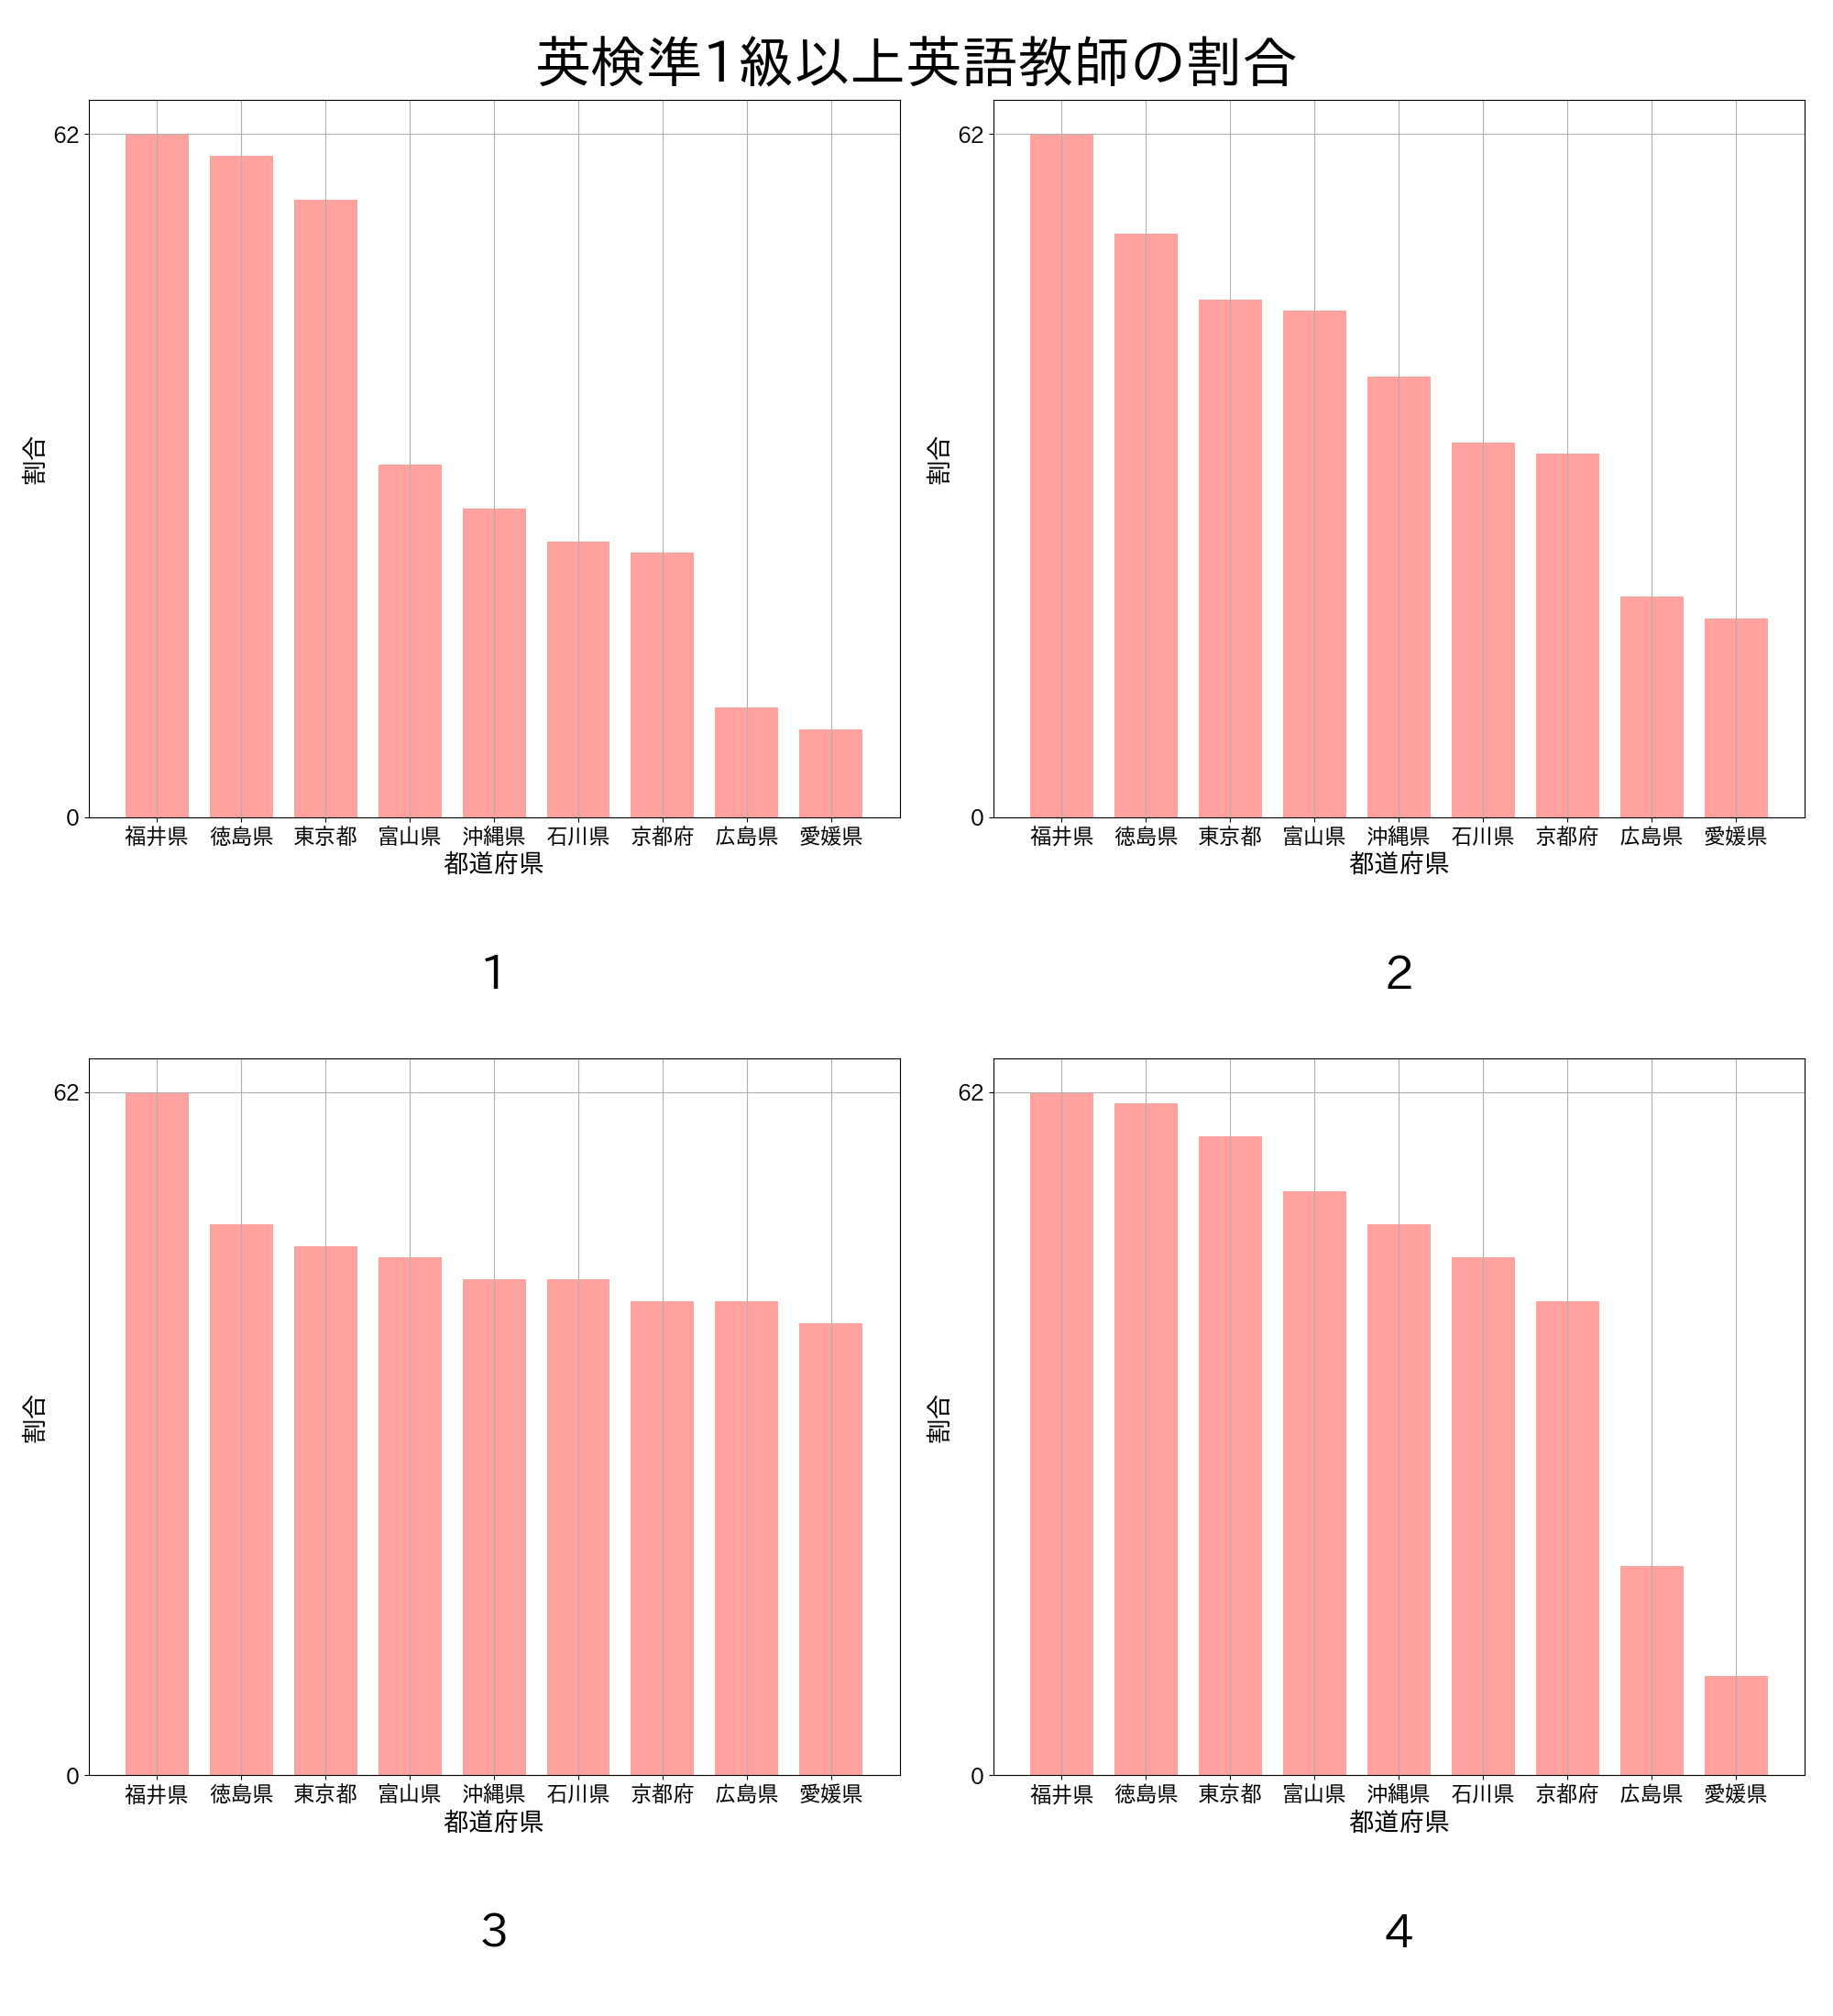 英検準1級以上英語教師の割合
62
0
割合
福井県 徳島県 東京都 富山県 沖縄県 石川県 京都府 広島県 愛媛県
都道府県
1
62
0
割合
福井県 徳島県 東京都 富山県 沖縄県 石川県 京都府 広島県 愛媛県
都道府県
2
62
0
割合
福井県 徳島県 東京都 富山県 沖縄県 石川県 京都府 広島県 愛媛県
都道府県
3
62
0
割合
福井県 徳島県 東京都 富山県 沖縄県 石川県 京都府 広島県 愛媛県
都道府県
4